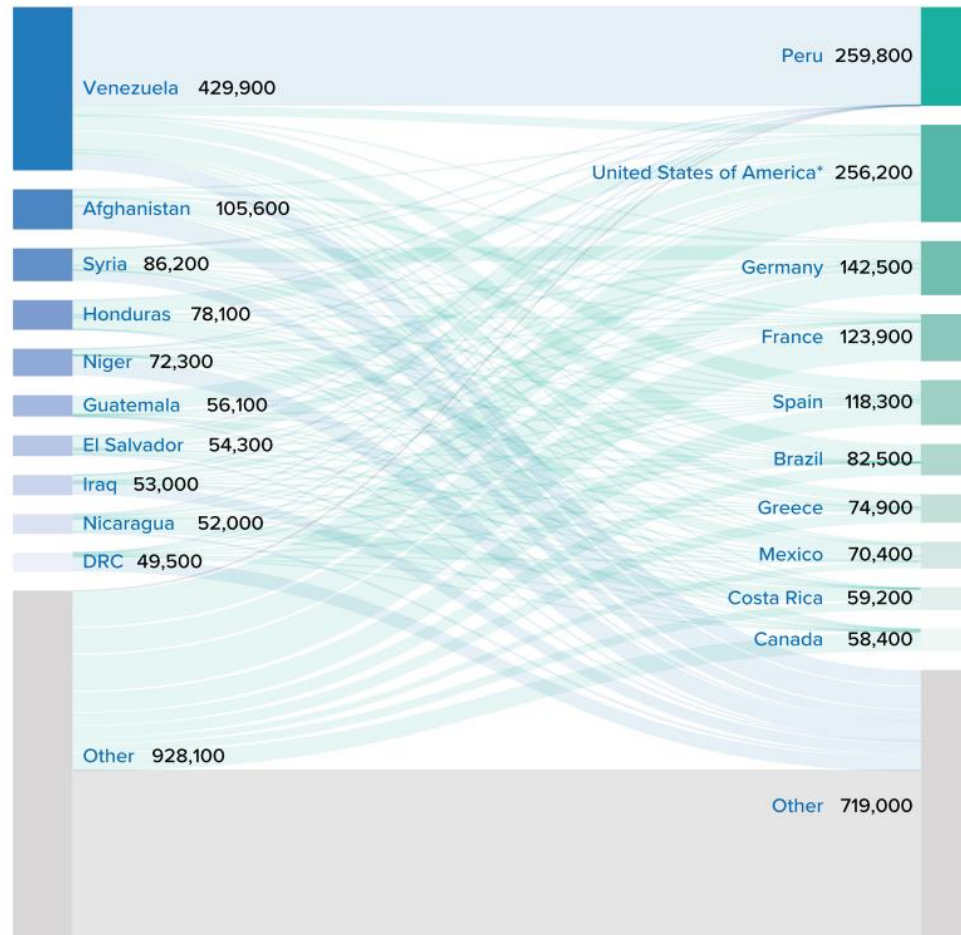 Venezuela 429,900
Afghanistan 105,600
Syria 86,200
Honduras 78,100
Niger 72,300
Guatemala 56,100
El Salvador 54,300
Iraq 53,000
Nicaragua 52,000
DRC 49,500
Other 928,100
Peru 259,800
United States of America* 256,200
Germany 142,500
France 123,900
Spain 118,300
Brazil 82,500
Greece 74,900
Mexico 70,400
Costa Rica 59,200
Canada 58,400
Other 719,000